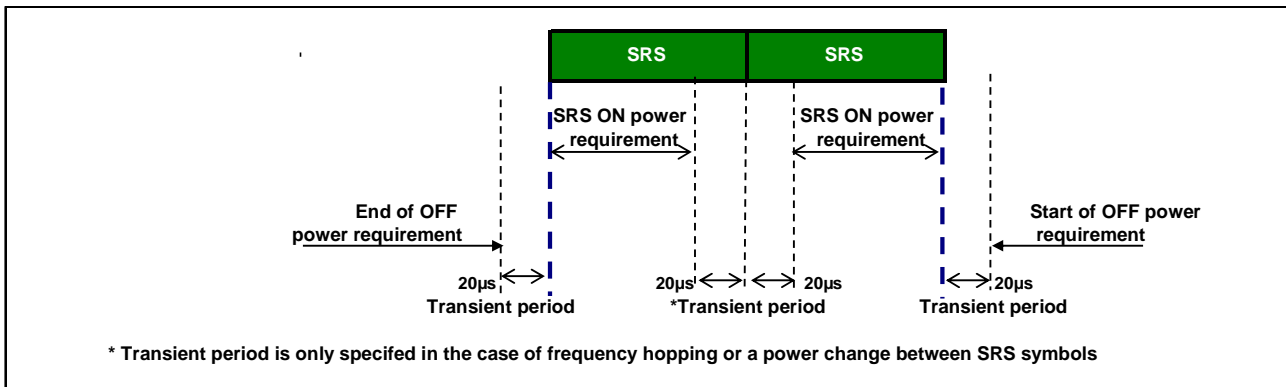 SRS SRS
SRS ON power
requirement
SRS ON power
requirement
End of OFF
power requirement
Start of OFF power
requirement
20µs 20µs 20µs 20µs
Transient period *Transient period Transient period
* Transient period is only specifed in the case of frequency hopping or a power change between SRS symbols